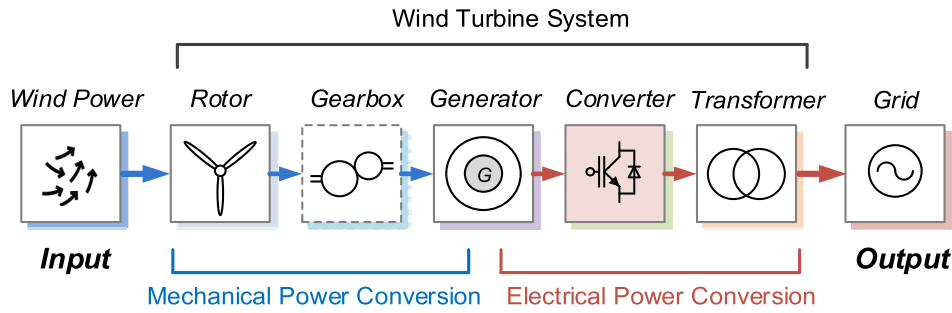 Wind Turbine System
Wind Power
Rotor
Gearbox
Generator
Converter
Transformer
Grid
G
Input
Output
Mechanical Power Conversion
Electrical Power Conversion